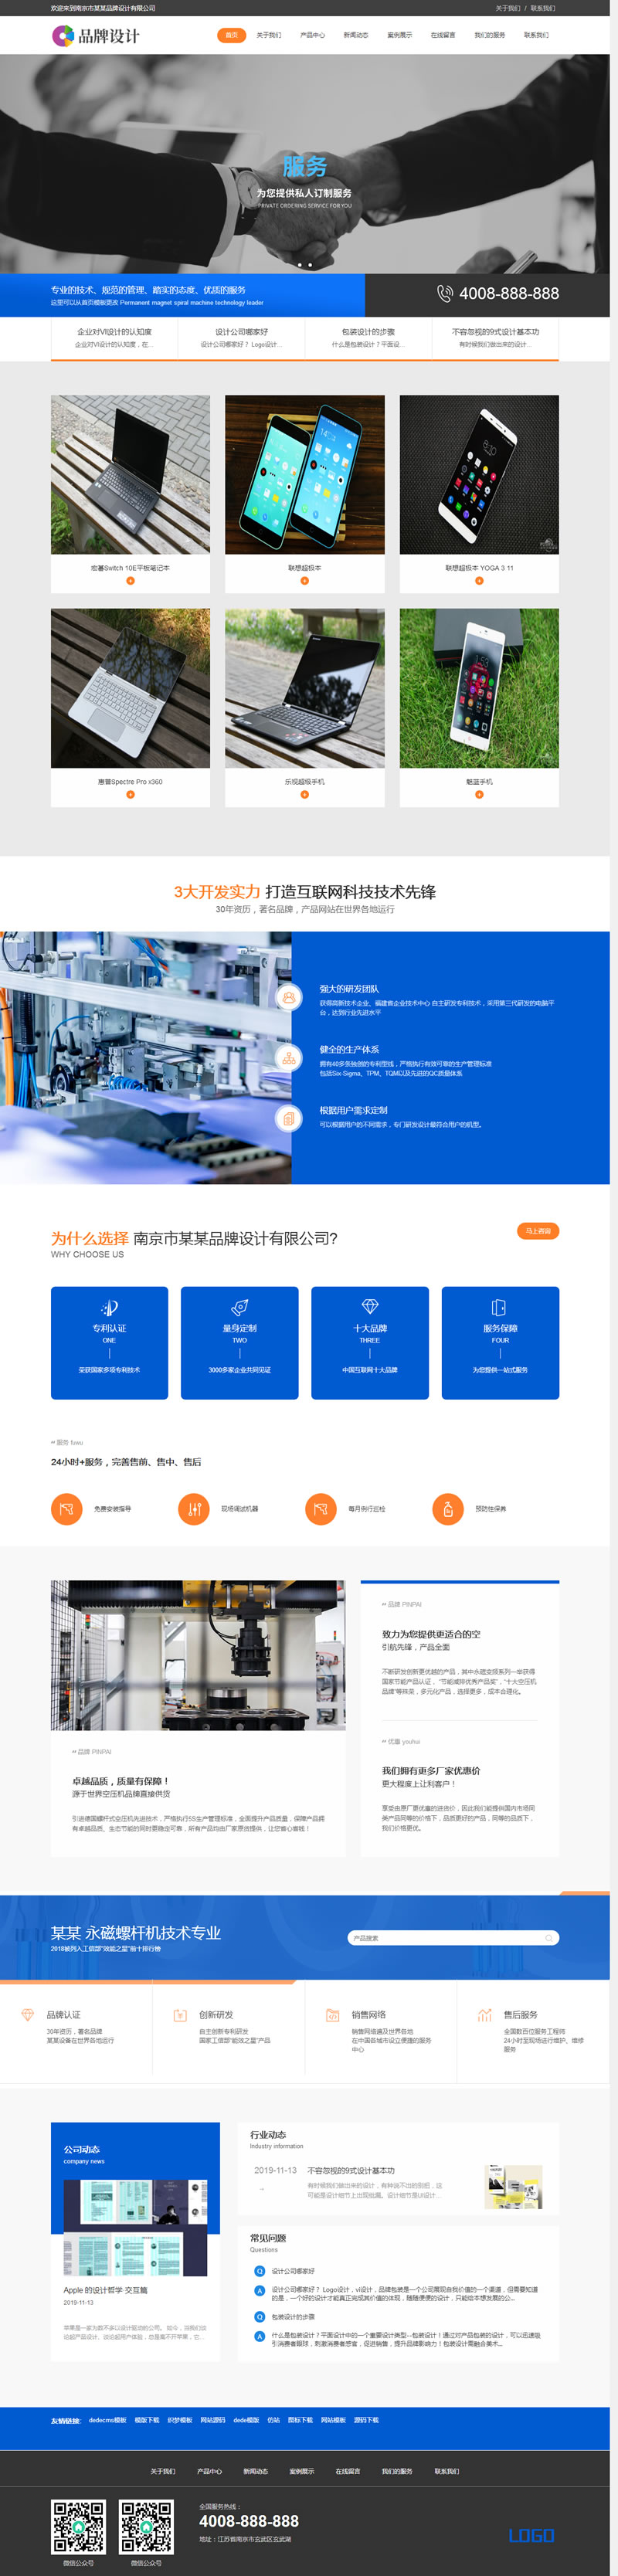 欢迎来到南京市某某品牌设计有限公司
关于我们 / 联系我们
品牌设计
首页 关于我们 产品中心 新闻动态 案例展示 在线留言 我们的服务 联系我们
服务
为您提供私人订制服务
PRIVATE ORDERING SERVICE FOR YOU
专业的技术、规范的管理、踏实的态度、优质的服务
这里可以从首页模板更改 Permanent magnet spiral machine technology leader
4008-888-888
企业对VI设计的认知度 设计公司哪家好 包装设计的步骤 不容忽视的9式设计基本功
企业对VI设计的认知度，在... 设计公司哪家好？ Logo设计... 什么是包装设计？平面设... 有时候我们做出来的设计...
宏碁Switch 10E平板笔记本 联想超极本 联想超极本 YOGA 3 11
惠普Spectre Pro x360 乐视超级手机 魅蓝手机
3大开发实力 打造互联网科技技术先锋
30年资历，著名品牌，产品网站在世界各地运行
强大的研发团队
获得高新技术企业、福建省企业技术中心 自主研发专利技术，采用第三代研发的电脑平
台，达到行业先进水平
健全的生产体系
拥有40多条独创的专利型线，严格执行有效可靠的生产管理标准
包括Six-Sigma、TPM、TQM以及先进的QC质量体系
根据用户需求定制
可以根据用户的不同需求，专门研发设计最符合用户的机型。
为什么选择 南京市某某品牌设计有限公司?
WHY CHOOSE US
马上咨询
专利认证 量身定制 十大品牌 服务保障
ONE TWO THREE FOUR
荣获国家多项专利技术 3000多家企业共同见证 中国互联网十大品牌 为您提供一站式服务
服务 fuwu
24小时+服务，完善售前、售中、售后
免费安装指导 现场调试机器 每月例行巡检 预防性保养
品牌 PINPAI
卓越品质，质量有保障！
源于世界空压机品牌直接供货
引进德国螺杆式空压机先进技术，严格执行5S生产管理标准，全面提升产品质量，保障产品拥
有卓越品质、生态节能的同时更稳定可靠，所有产品均由厂家原货提供，让您省心省钱！
品牌 PINPAI
致力为您提供更适合的空
引航先锋，产品全面
不断研发创新更优越的产品，其中永磁变频系列一举获得
国家节能产品认证，“节能减排优秀产品奖”，“十大空压机
品牌”等殊荣，多元化产品，选择更多，成本合理化。
优惠 youhui
我们拥有更多厂家优惠价
更大程度上让利客户！
享受由原厂更优惠的进货价，因此我们能提供国内市场同
类产品同等的价格下，品质更好的产品，同等的品质下，
我们价格更优。
某某 永磁螺杆机技术专业
2018被列入工信部“效能之星”前十排行榜
产品搜索
品牌认证 创新研发 销售网络 售后服务
30年资历，著名品牌
某某设备在世界各地运行
自主创新专利研发
国家工信部“能效之星”产品
销售网络遍及世界各地
在中国各城市设立便捷的服务
中心
全国数百位服务工程师
24小时至现场进行维护、维修
服务
公司动态
company news
Apple 的设计哲学·交互篇
2019-11-13
苹果是一家为数不多以设计驱动的公司。
行业动态
Industry information
2019-11-13 不容忽视的9式设计基本功
有时候我们做出来的设计，有种说不出的别扭，这
可能是设计细节上出现纰漏。设计细节是UI设计...
常见问题
Questions
Q 设计公司哪家好
A 设计公司哪家好？ Logo设计，vi设计，品牌包装是一个公司展现自我价值的一个渠道，但需要知道
的是，一个好的设计才能真正完成其价值的体现，随随便便的设计，只能给本想发展的公...
Q 包装设计的步骤
A 什么是包装设计？平面设计中的一个重要设计类型--包装设计！通过对产品包装的设计，可以迅速吸
引消费者眼球，刺激消费者感官，促进销售，提升品牌影响力！包装设计需融合美术...
友情链接: dedecms模板 模版下载 织梦模板 网站源码 dede模板 仿站 图标下载 网站模板 源码下载
关于我们 产品中心 新闻动态 案例展示 在线留言 我们的服务 联系我们
全国服务热线：
4008-888-888
地址：江苏省南京市玄武区玄武湖
微信公众号 微信公众号
LOGO